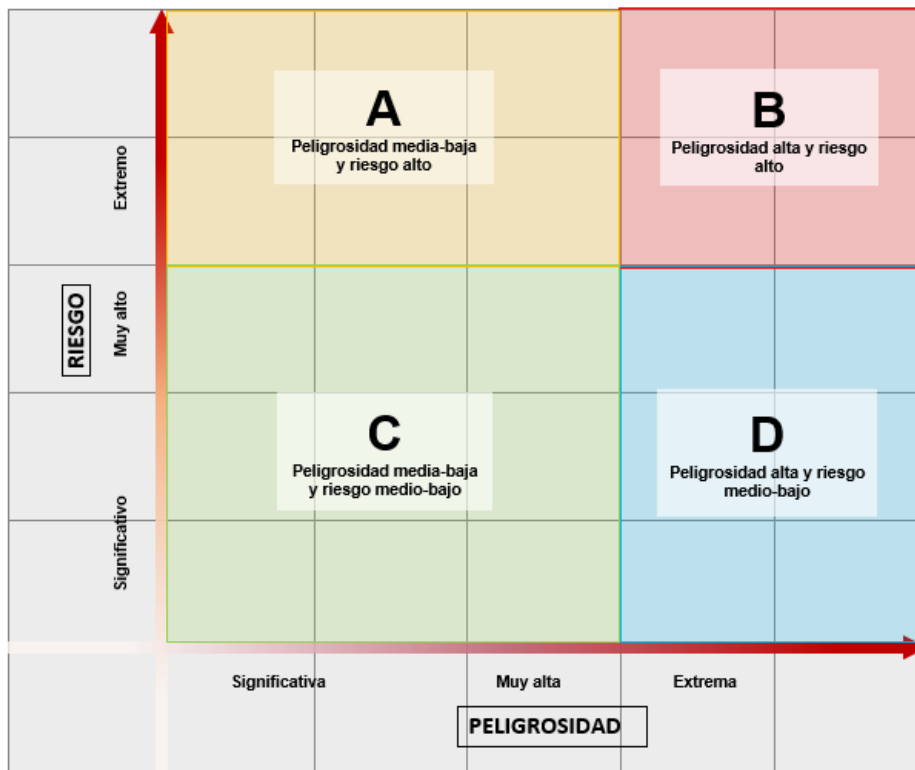 A
Peligrosidad media-baja
y riesgo alto
B
Peligrosidad alta y riesgo
alto
Extremo
Muy alto
RIESGO
Significativo
C
Peligrosidad media-baja
y riesgo medio-bajo
D
Peligrosidad alta y riesgo
medio-bajo
Significativa
Muy alta
Extrema
PELIGROSIDAD